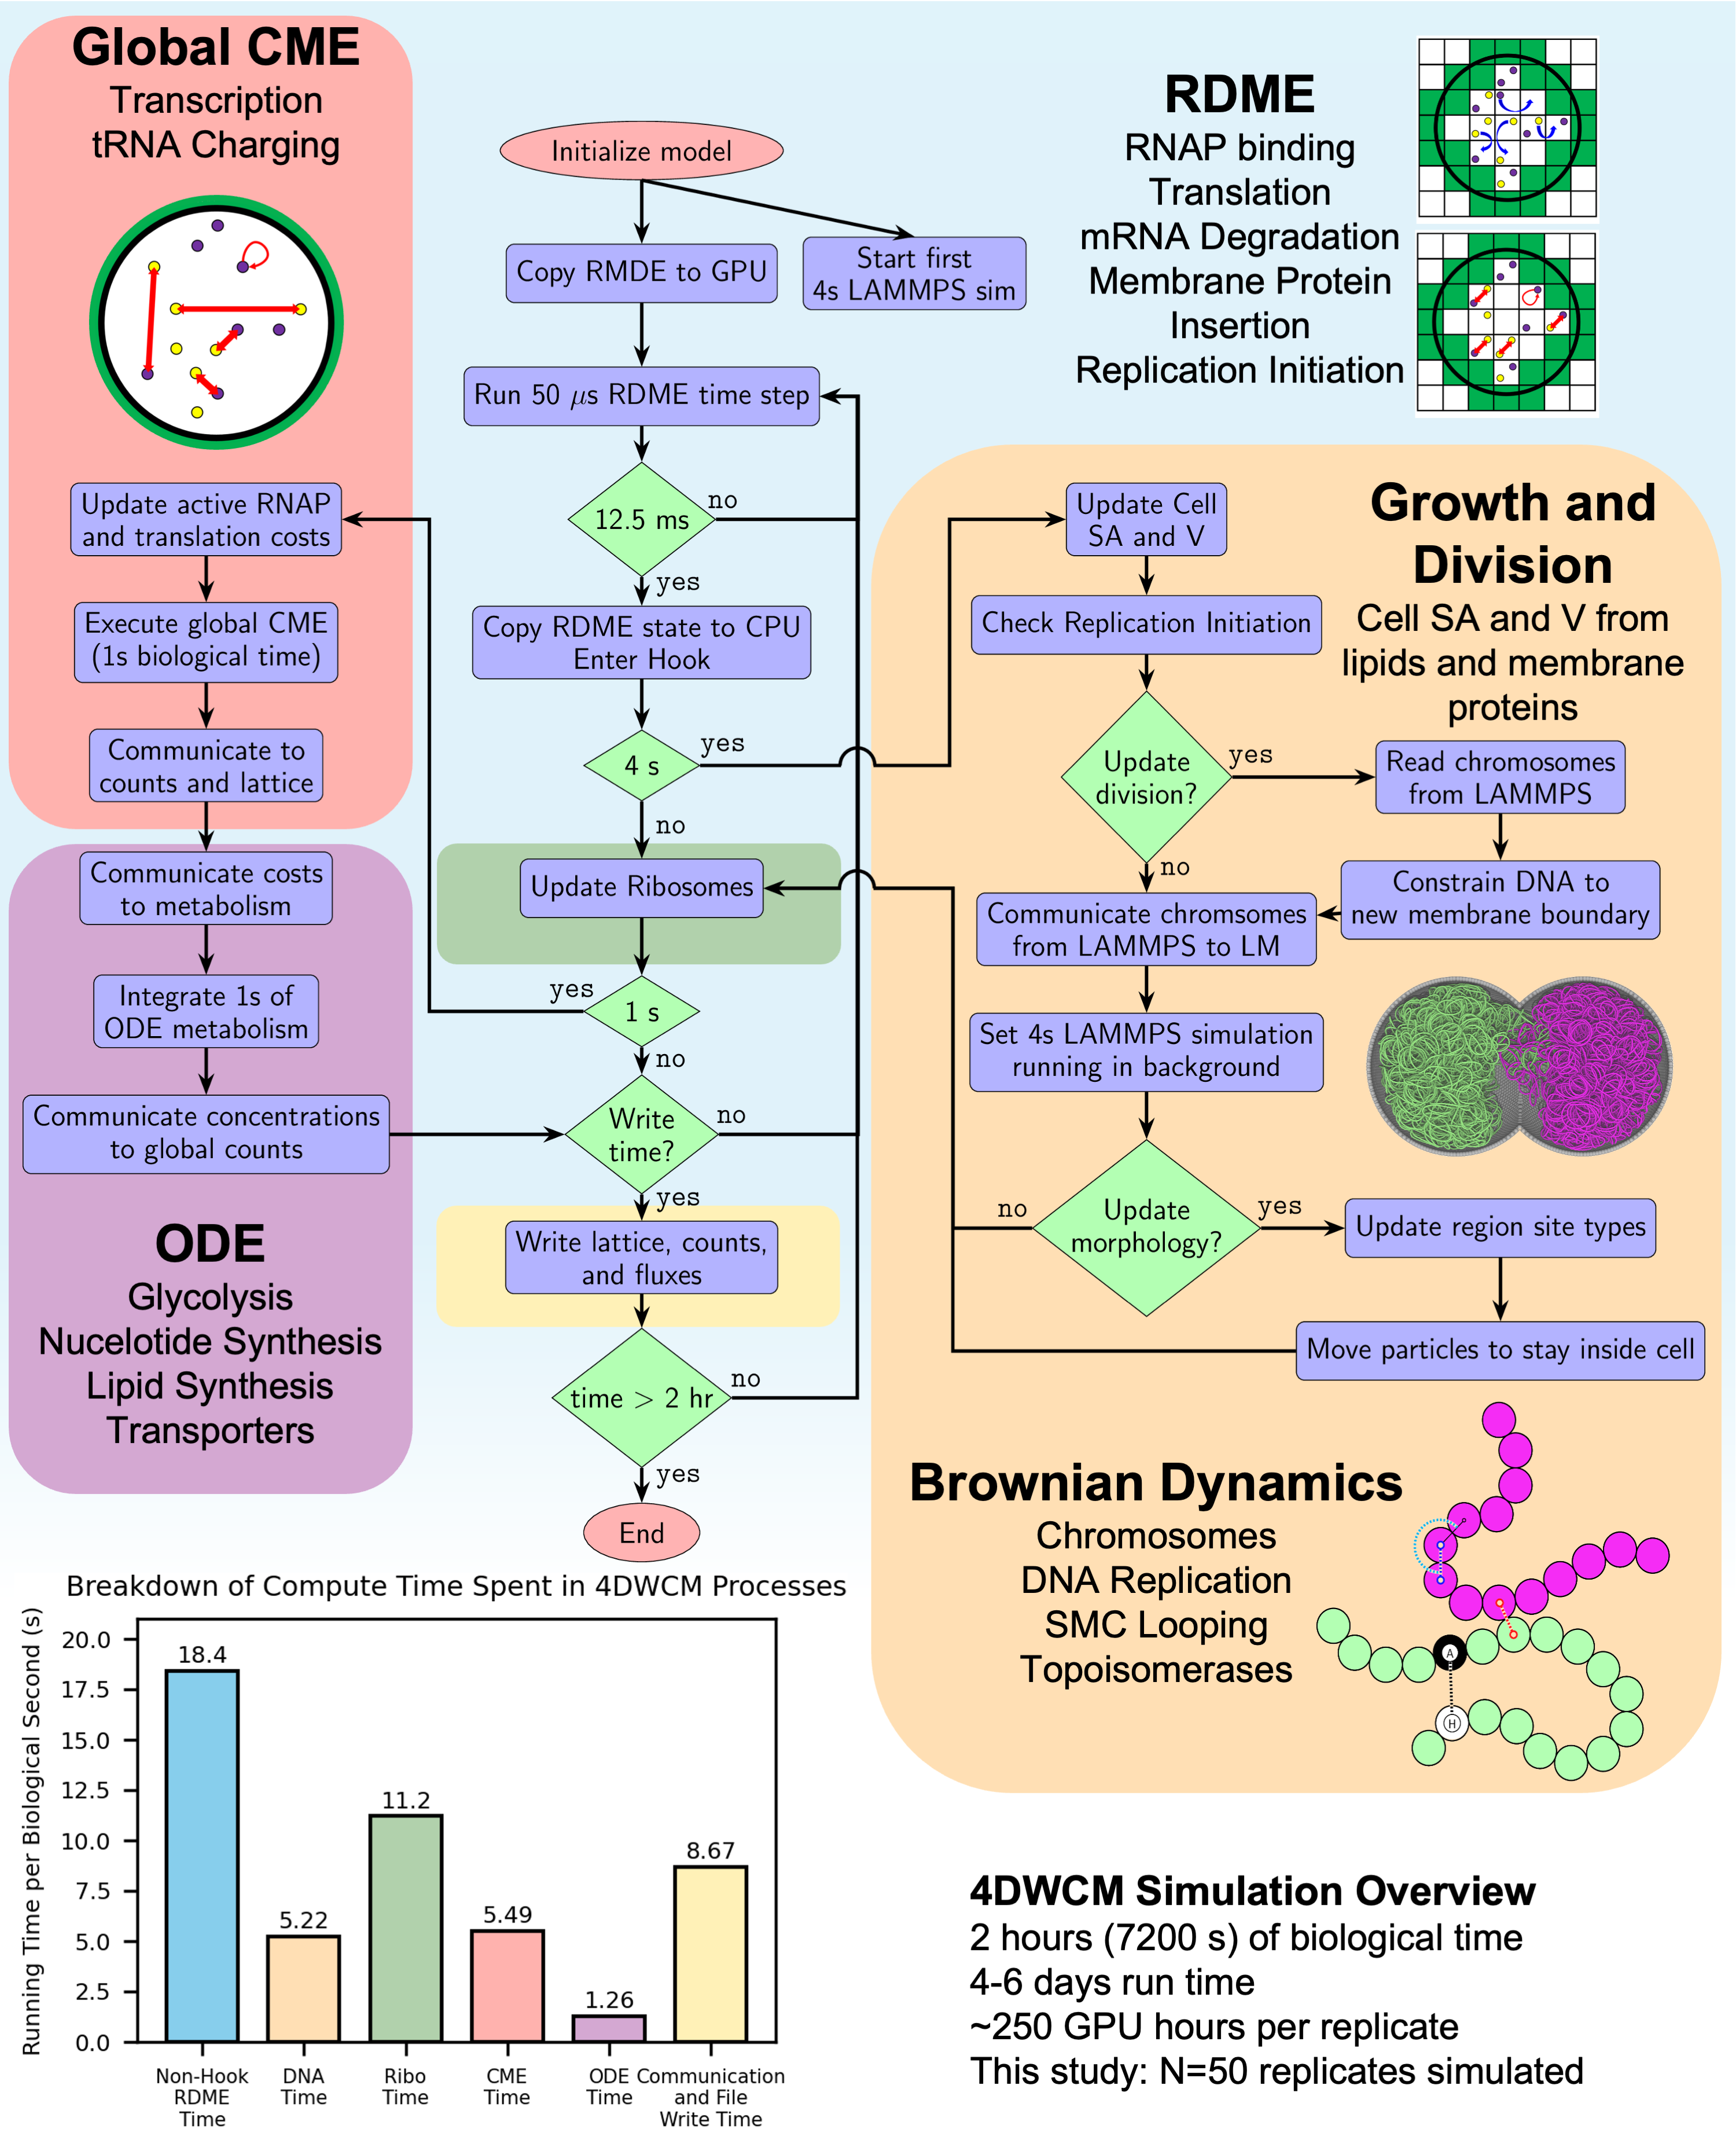 Global CME
Transcription
tRNA Charging
Update active RNAP
and translation costs
Execute global CME
(1s biological time)
Communicate to
counts and lattice
Communicate costs
to metabolism
Integrate 1s of
ODE metabolism
Communicate concentrations
to global counts
ODE
Glycolysis
Nucelotide Synthesis
Lipid Synthesis
Transporters
Initialize model
Copy RMDE to GPU
Start first
4s LAMMPS sim
Run 50 μs RDME time step
12.5 ms
no
yes
Copy RDME state to CPU
Enter Hook
4 s
yes
no
Update Ribosomes
1 s
yes
no
Write
time?
no
yes
Write lattice, counts,
and fluxes
time > 2 hr
no
yes
End
RDME
RNAP binding
Translation
mRNA Degradation
Membrane Protein
Insertion
Replication Initiation
Growth and
Division
Cell SA and V from
lipids and membrane
proteins
Update Cell
SA and V
Check Replication Initiation
Update
division?
yes
no
Read chromosomes
from LAMMPS
Constrain DNA to
new membrane boundary
Communicate chromsomes
from LAMMPS to LM
Set 4s LAMMPS simulation
running in background
Update
morphology?
no
yes
Update region site types
Move particles to stay inside cell
Brownian Dynamics
Chromosomes
DNA Replication
SMC Looping
Topoisomerases
A
H
Breakdown of Compute Time Spent in 4DWCM Processes
Running Time per Biological Second (s)
20.0
17.5
15.0
12.5
10.0
7.5
5.0
2.5
0.0
18.4
5.22
11.2
5.49
1.26
8.67
Non-Hook
RDME
Time
DNA
Time
Ribo
Time
CME
Time
ODE
Time
Communication
and File
Write Time
4DWCM Simulation Overview
2 hours (7200 s) of biological time
4-6 days run time
~250 GPU hours per replicate
This study: N=50 replicates simulated